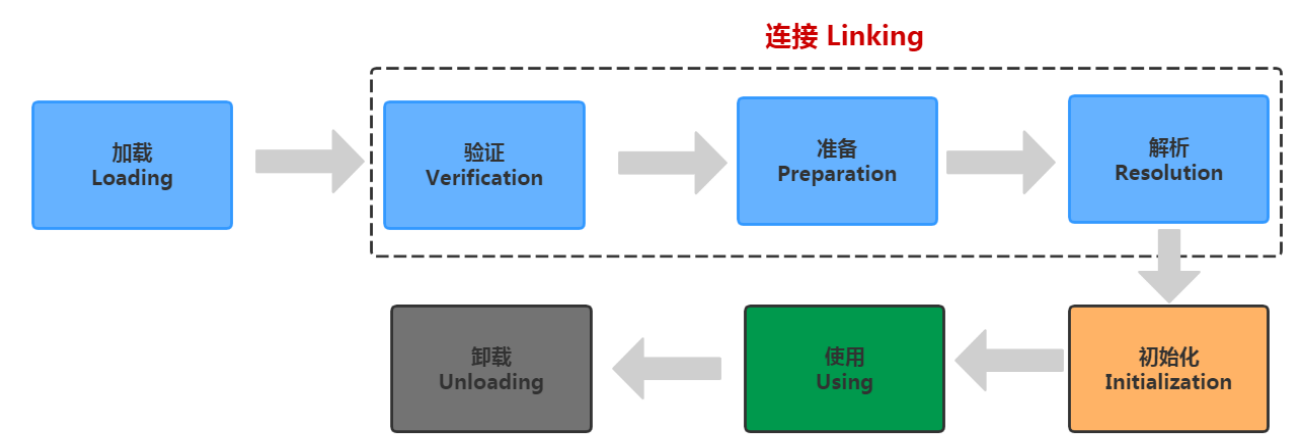 连接 Linking
加载
Loading
验证
Verification
准备
Preparation
解析
Resolution
卸载
Unloading
使用
Using
初始化
Initialization